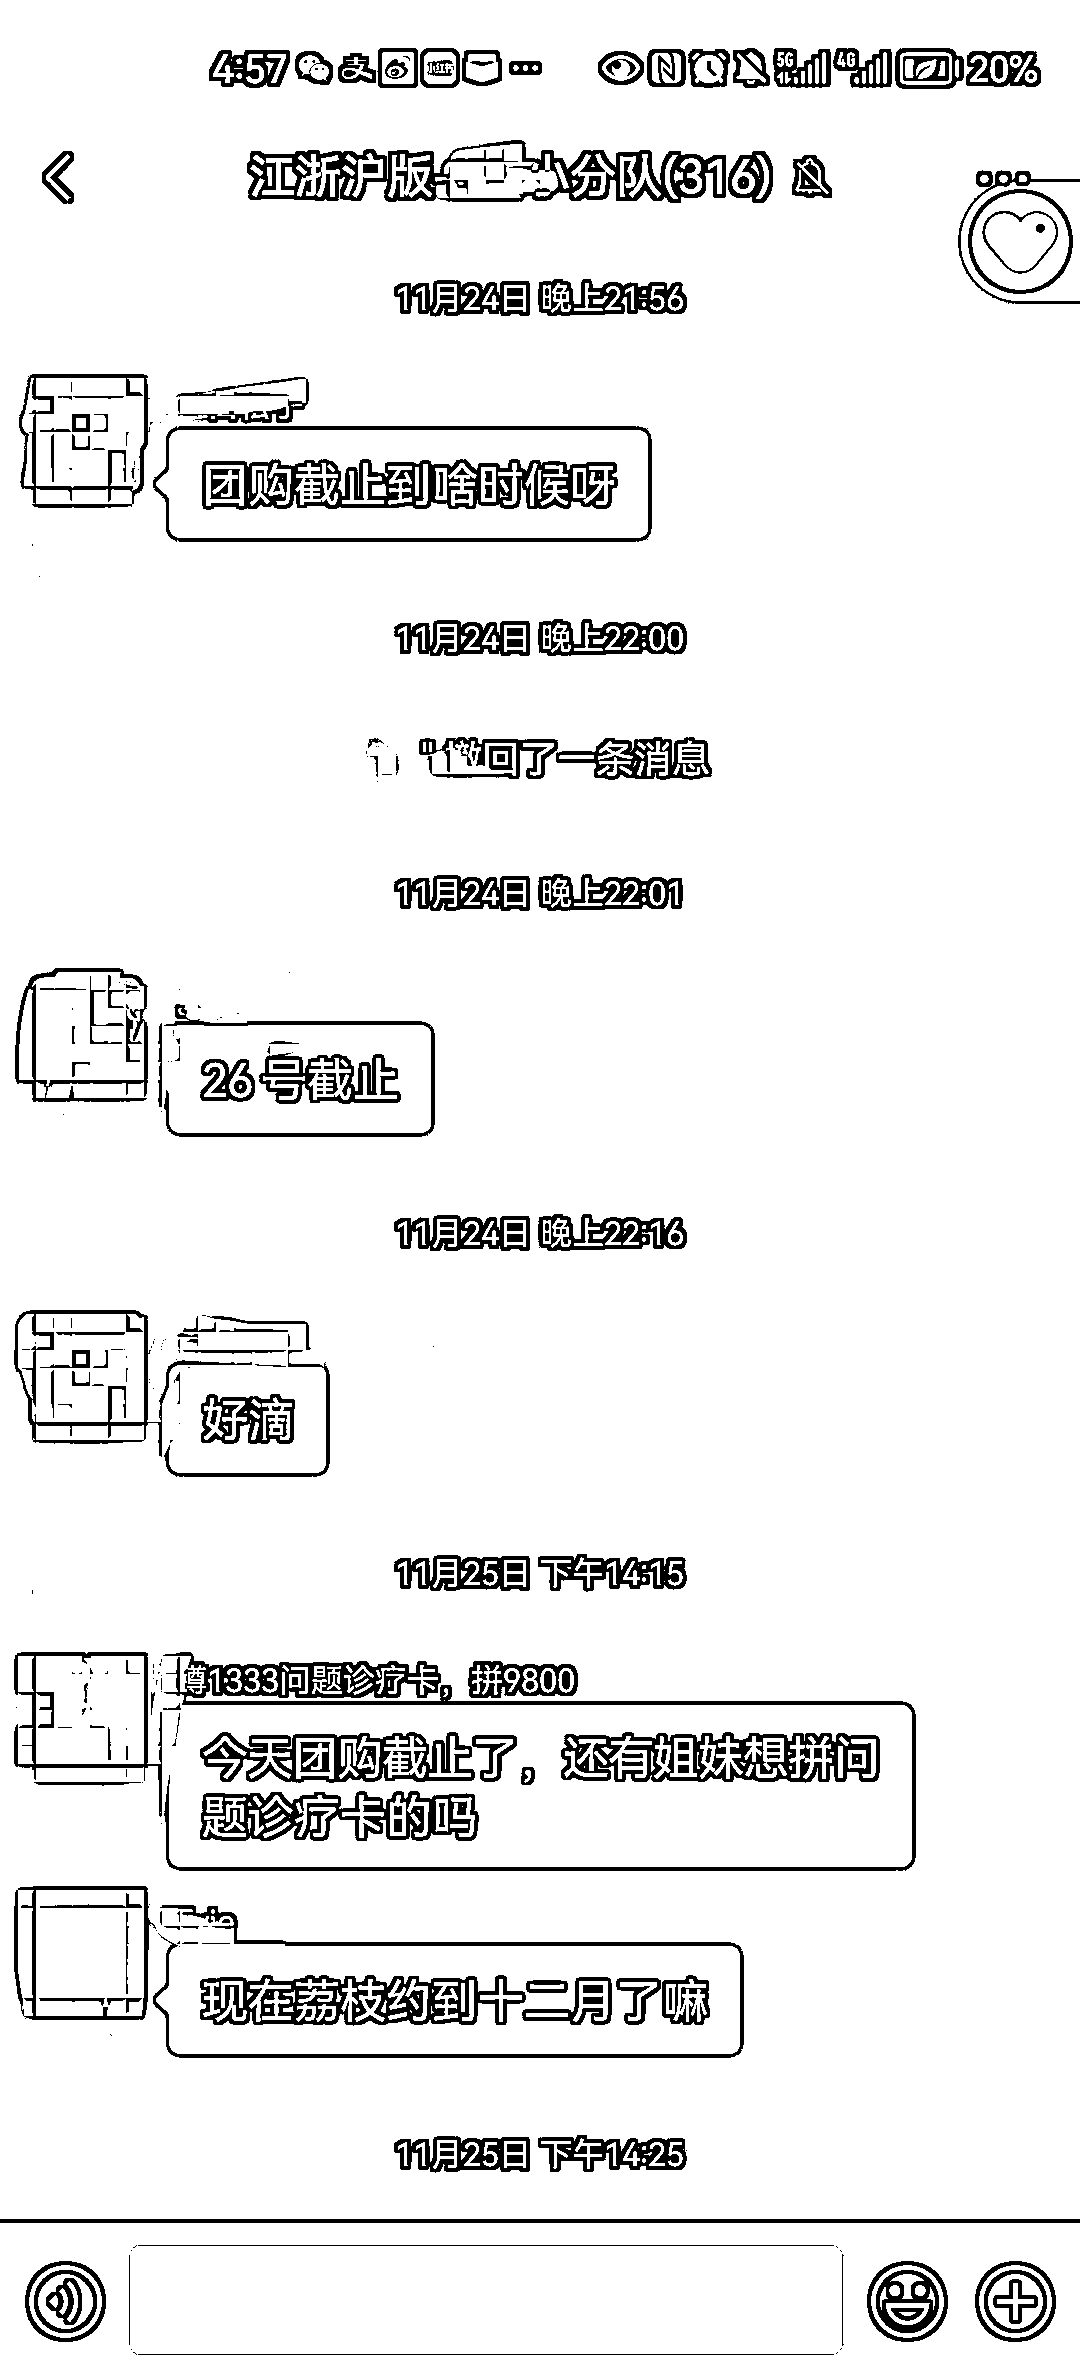 4:57 5G 4G 20%
江浙沪版 小分队(316)
11月24日 晚上21:56
团购截止到啥时候呀
11月24日 晚上22:00
撤回了一条消息
11月24日 晚上22:01
26号截止
11月24日 晚上22:16
好滴
11月25日 下午14:15
1333问题诊疗卡，拼9800
今天团购截止了，还有姐妹想拼问
题诊疗卡的吗
现在荔枝约到十二月了嘛
11月25日 下午14:25